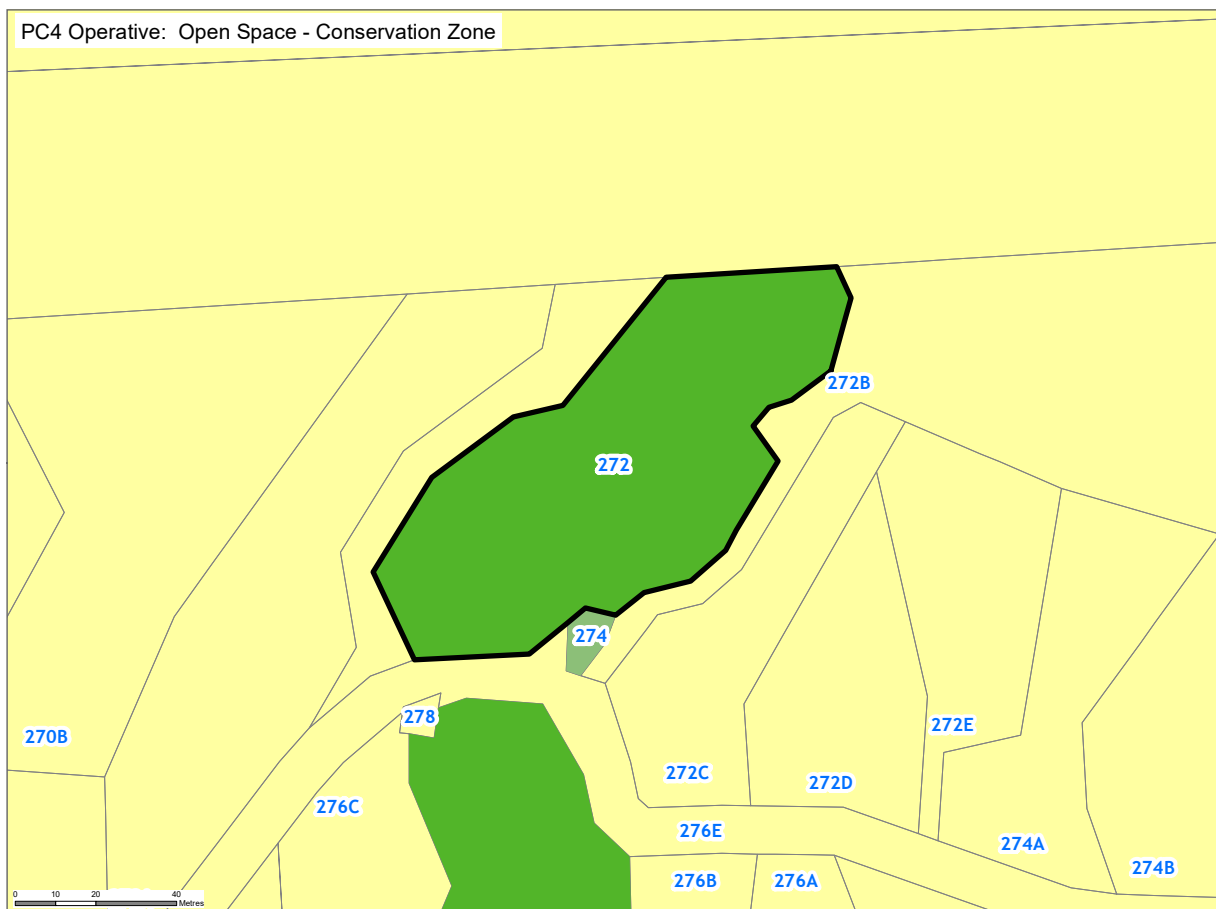 PC4 Operative:  Open Space - Conservation Zone
272B
272
274
278
270B
272E
272C
272D
276C
276E
274A
274B
276B
276A
0 10 20 40
Metres